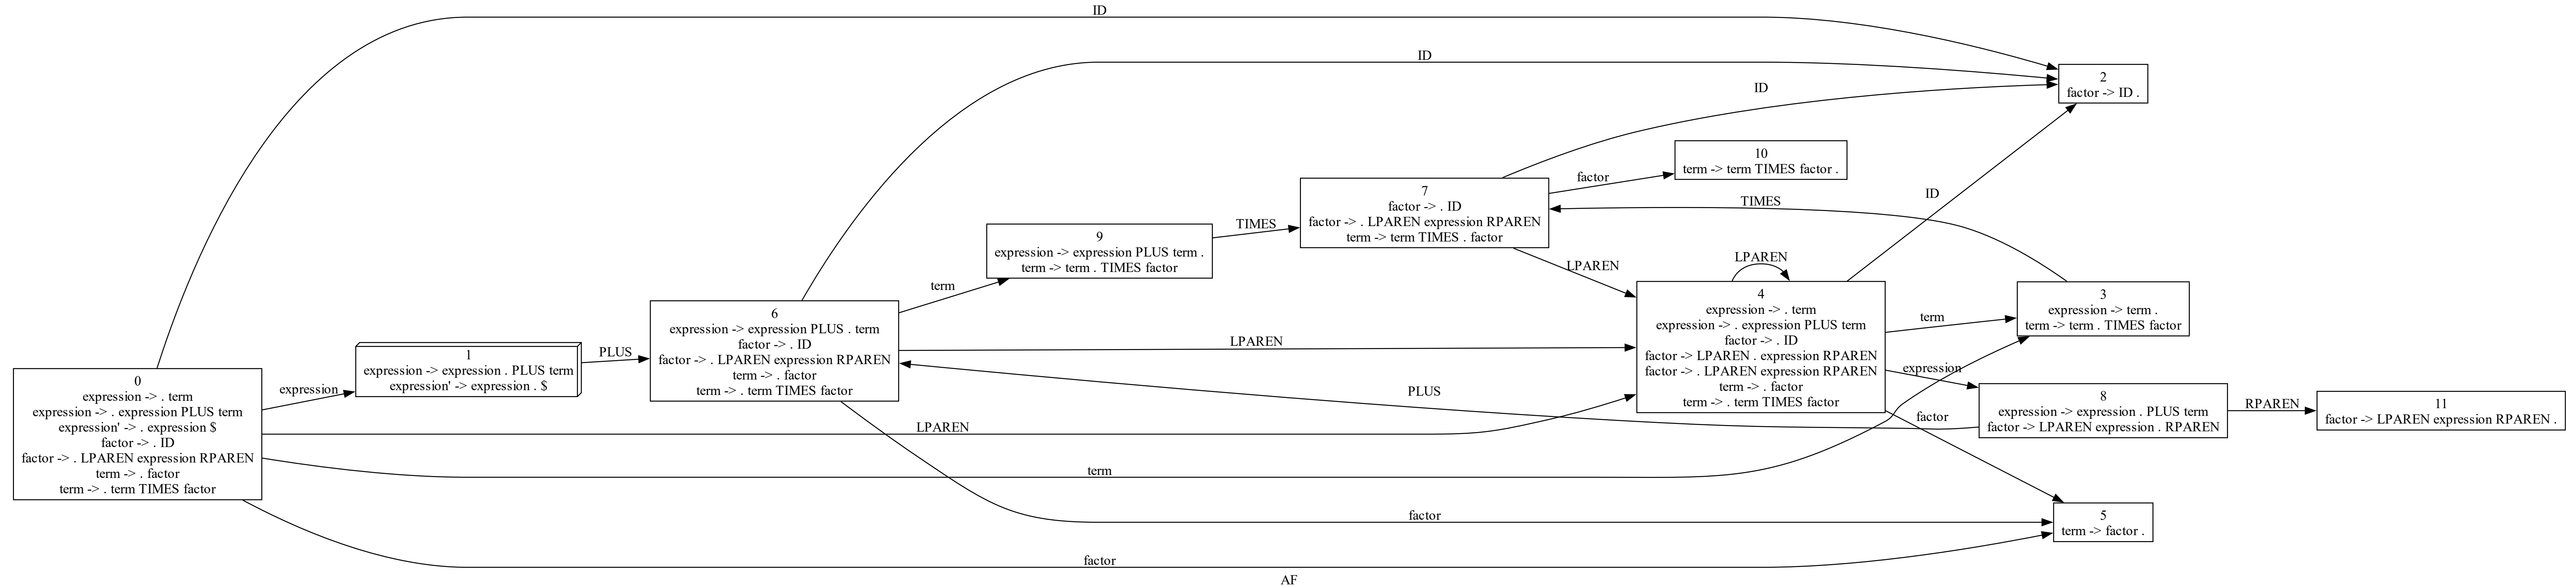 ID
ID
2
factor -> ID .
ID
10
term -> term TIMES factor .
factor
7
factor -> . ID
factor -> . LPAREN expression RPAREN
term -> term TIMES . factor
ID
TIMES
TIMES
9
expression -> expression PLUS term .
term -> term . TIMES factor
LPAREN
LPAREN
term
4
expression -> . term
expression -> . expression PLUS term
factor -> . ID
factor -> LPAREN . expression RPAREN
factor -> . LPAREN expression RPAREN
term -> . factor
term -> . term TIMES factor
3
expression -> term .
term -> term . TIMES factor
term
6
expression -> expression PLUS . term
factor -> . ID
factor -> . LPAREN expression RPAREN
term -> . factor
term -> . term TIMES factor
LPAREN
PLUS
1
expression -> expression . PLUS term
expression' -> expression . $
expression
expression
PLUS
8
expression -> expression . PLUS term
factor -> LPAREN expression . RPAREN
RPAREN
11
factor -> LPAREN expression RPAREN .
0
expression -> . term
expression -> . expression PLUS term
expression' -> . expression $
factor -> . ID
factor -> . LPAREN expression RPAREN
term -> . factor
term -> . term TIMES factor
LPAREN
factor
term
factor
5
term -> factor .
factor
AF